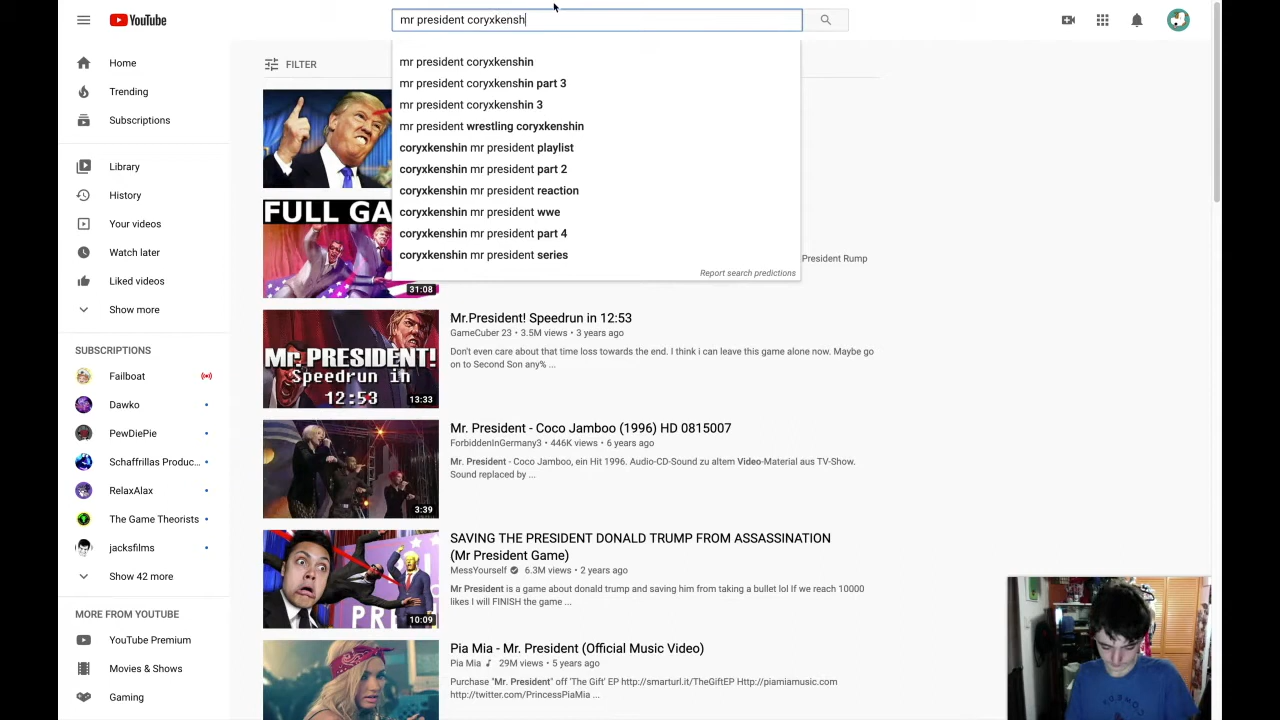 YouTube
mr president coryxkensh
Home
Trending
Subscriptions
Library
History
Your videos
Watch later
Liked videos
Show more
SUBSCRIPTIONS
Failboat
Dawko
PewDiePie
Schaffrillas Produc...
RelaxAlax
The Game Theorists
jacksfilms
Show 42 more
MORE FROM YOUTUBE
YouTube Premium
Movies & Shows
Gaming
FILTER
mr president coryxkenshin
mr president coryxkenshin part 3
mr president coryxkenshin 3
mr president wrestling coryxkenshin
coryxkenshin mr president playlist
coryxkenshin mr president part 2
coryxkenshin mr president reaction
coryxkenshin mr president wwe
coryxkenshin mr president part 4
coryxkenshin mr president series
Report search predictions
FULL GA
31:08
President Rump
Mr.PRESIDENT!
Speedrun in
12:53
13:33
Mr.President! Speedrun in 12:53
GameCuber 23 • 3.5M views • 3 years ago
Don't even care about that time loss towards the end. I think i can leave this game alone now. Maybe go
on to Second Son any% ...
3:39
Mr. President - Coco Jamboo (1996) HD 0815007
ForbiddenInGermany3 • 446K views • 6 years ago
Mr. President - Coco Jamboo, ein Hit 1996. Audio-CD-Sound zu altem Video-Material aus TV-Show.
Sound replaced by ...
PRE
10:09
SAVING THE PRESIDENT DONALD TRUMP FROM ASSASSINATION
(Mr President Game)
MessYourself 6.3M views • 2 years ago
Mr President is a game about donald trump and saving him from taking a bullet lol If we reach 10000
likes I will FINISH the game ...
Pia Mia - Mr. President (Official Music Video)
Pia Mia 29M views • 5 years ago
Purchase "Mr. President" off 'The Gift' EP http://smarturl.it/TheGiftEP Http://piamiamusic.com
http://twitter.com/PrincessPiaMia ...